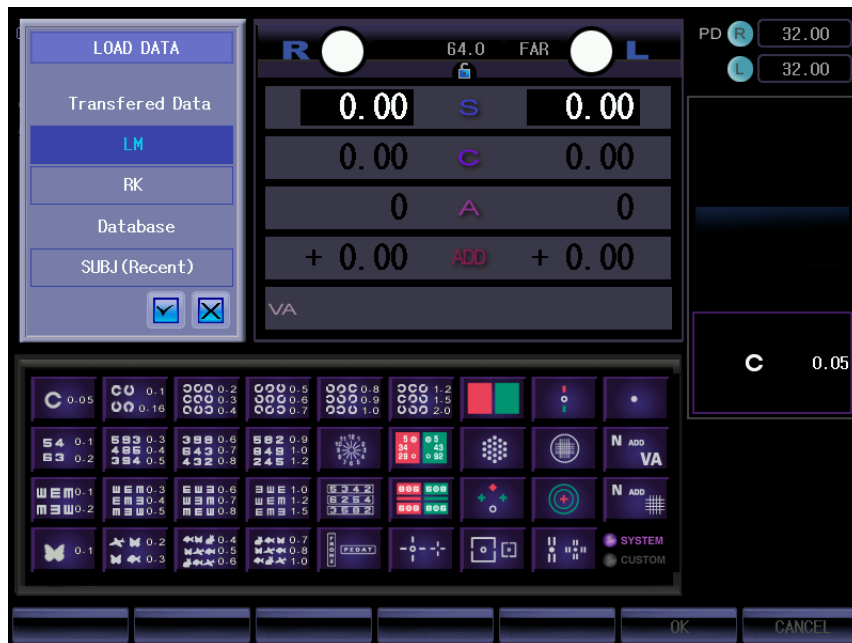 LOAD DATA
Transfered Data
LM
RK
Database
SUBJ(Recent)
R 64.0 FAR L
0.00 S 0.00
0.00 C 0.00
0 A 0
+ 0.00 ADD + 0.00
VA
PD R 32.00
L 32.00
C 0.05
C 0.05
0.1
0.16
0.2
0.3
0.4
0.5
0.6
0.7
0.8
0.9
1.0
1.2
1.5
2.0
54 0.1
63 0.2
593 0.3
486 0.4
394 0.5
398 0.6
643 0.7
432 0.8
582 0.9
849 1.0
245 1.2
N ADD
VA
0.1
0.2
0.3
0.4
0.5
0.6
0.7
0.8
1.0
1.2
1.5
5342
6254
3582
N ADD
0.1
0.2
0.3
0.4
0.5
0.6
0.7
0.8
1.0
SYSTEM
CUSTOM
OK CANCEL